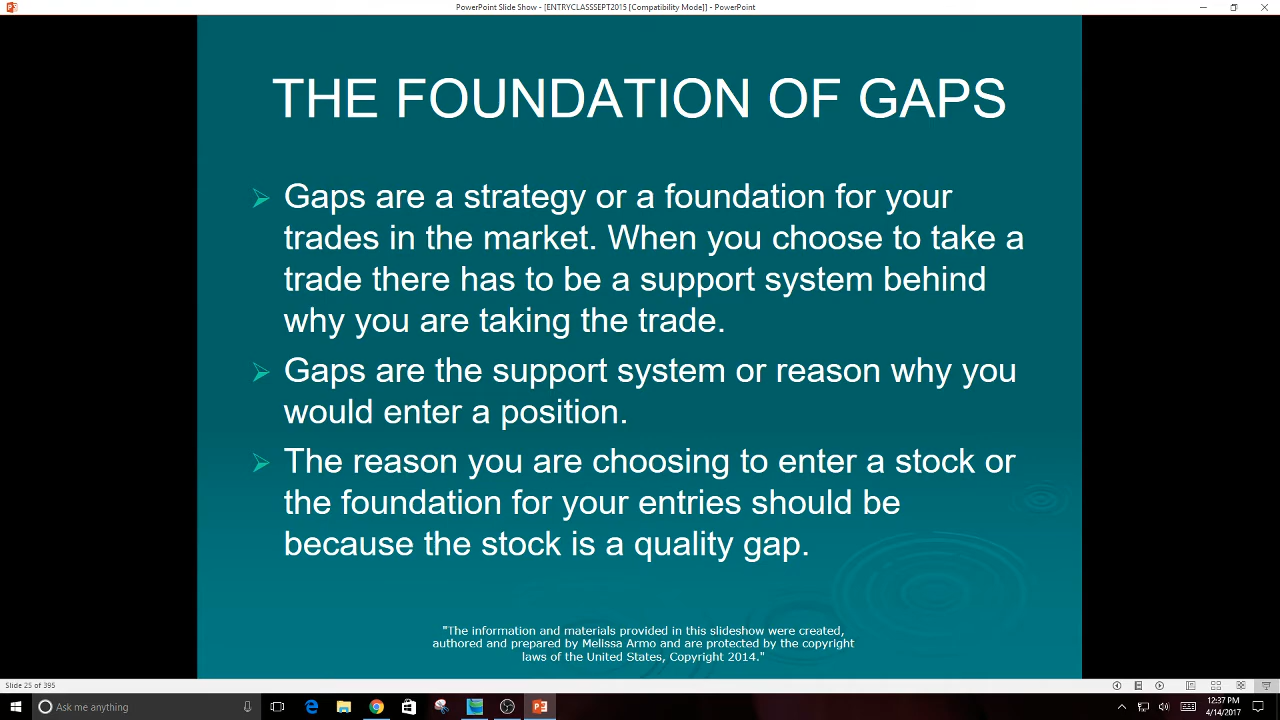 PowerPoint Slide Show - [ENTRYCLASSSEPT2015 [Compatibility Mode]] - PowerPoint
THE FOUNDATION OF GAPS
Gaps are a strategy or a foundation for your
trades in the market. When you choose to take a
trade there has to be a support system behind
why you are taking the trade.
Gaps are the support system or reason why you
would enter a position.
The reason you are choosing to enter a stock or
the foundation for your entries should be
because the stock is a quality gap.
"The information and materials provided in this slideshow were created,
authored and prepared by Melissa Armo and are protected by the copyright
laws of the United States, Copyright 2014."
Slide 25 of 395
Ask me anything
12:37 PM
4/14/2017